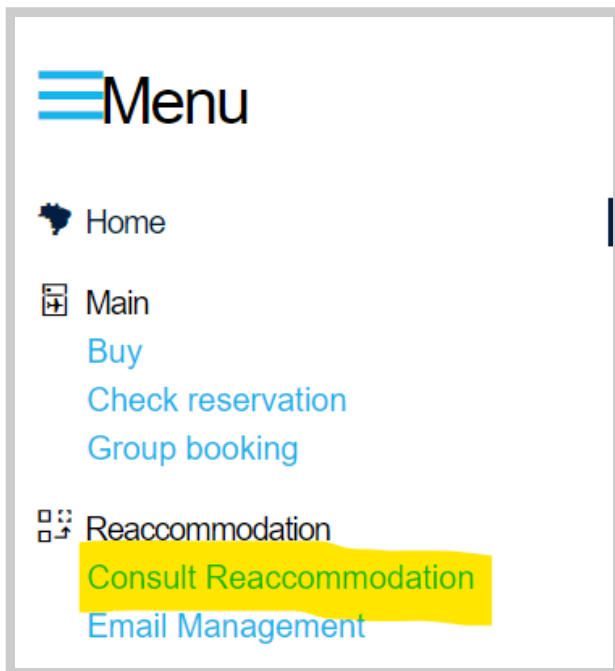 Menu
Home
Main
Buy
Check reservation
Group booking
Reaccommodation
Consult Reaccommodation
Email Management